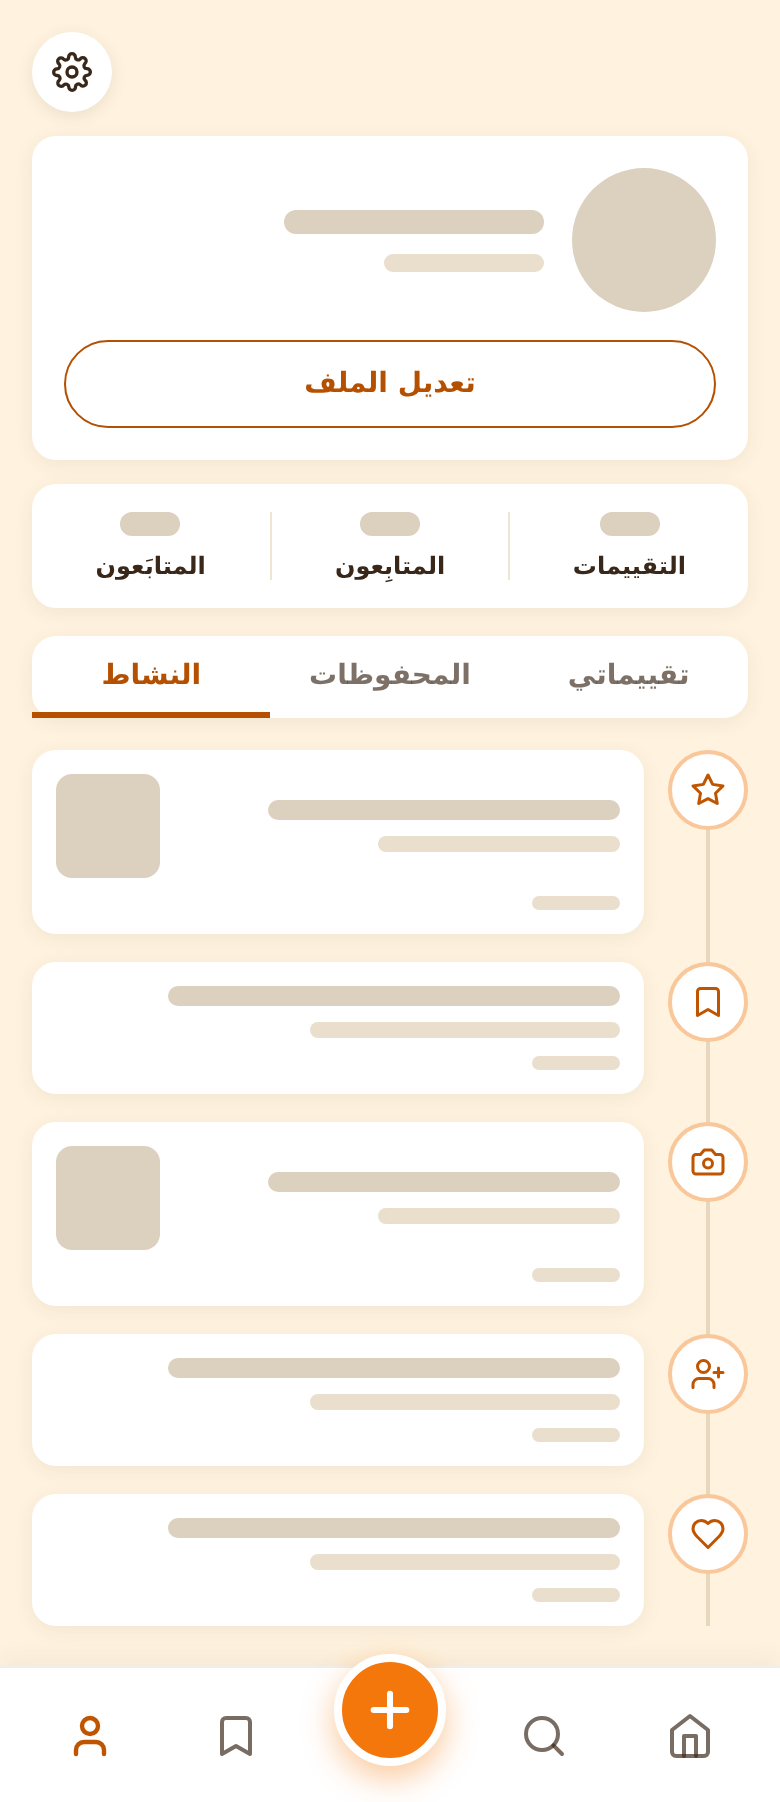 تعديل الملف
التقييمات
المتابِعون
المتابَعون
تقييماتي
المحفوظات
النشاط